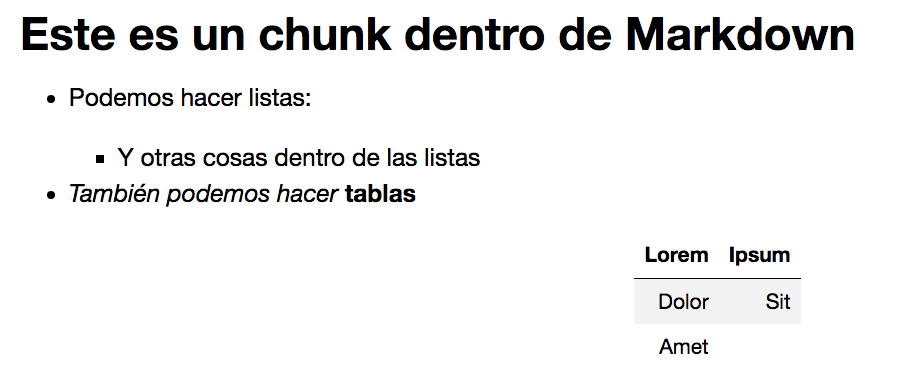 Este es un chunk dentro de Markdown
Podemos hacer listas:
Y otras cosas dentro de las listas
También podemos hacer tablas
Lorem Ipsum
Dolor Sit
Amet